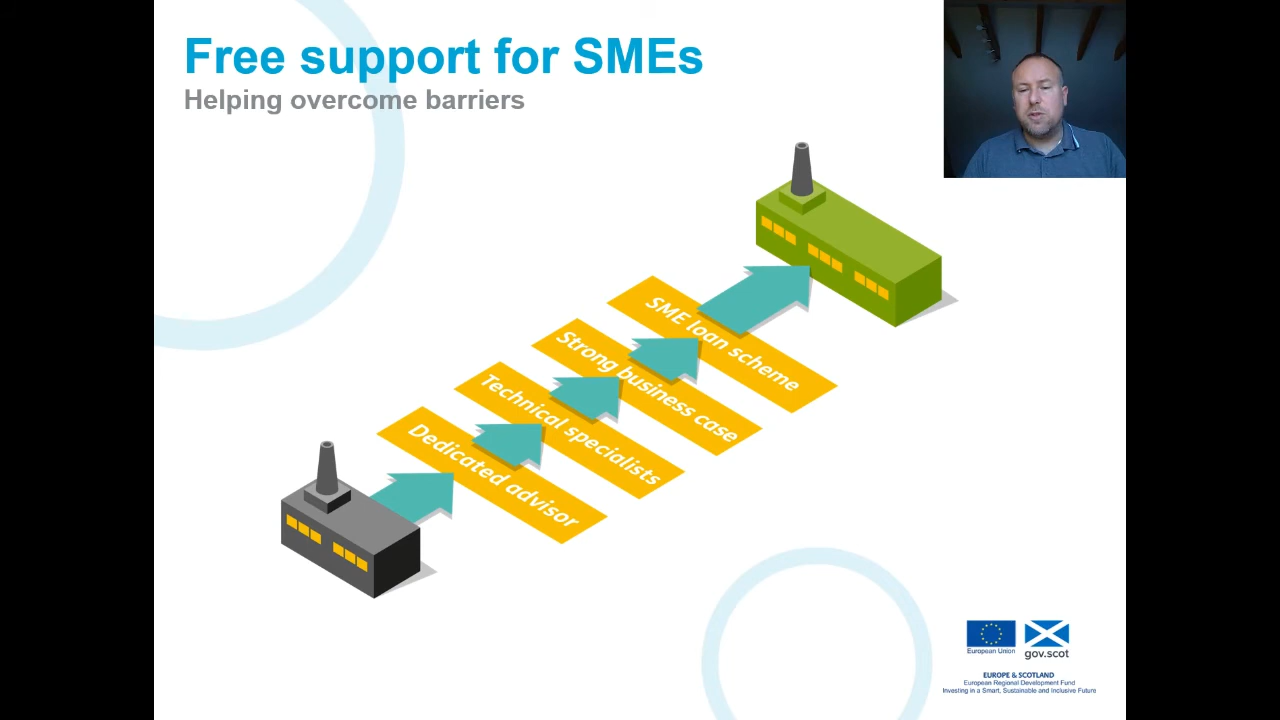 Free support for SMEs
Helping overcome barriers
SME loan scheme
Strong business case
Technical specialists
Dedicated advisor
European Union
gov.scot
EUROPE & SCOTLAND
European Regional Development Fund
Investing in a Smart, Sustainable and Inclusive Future